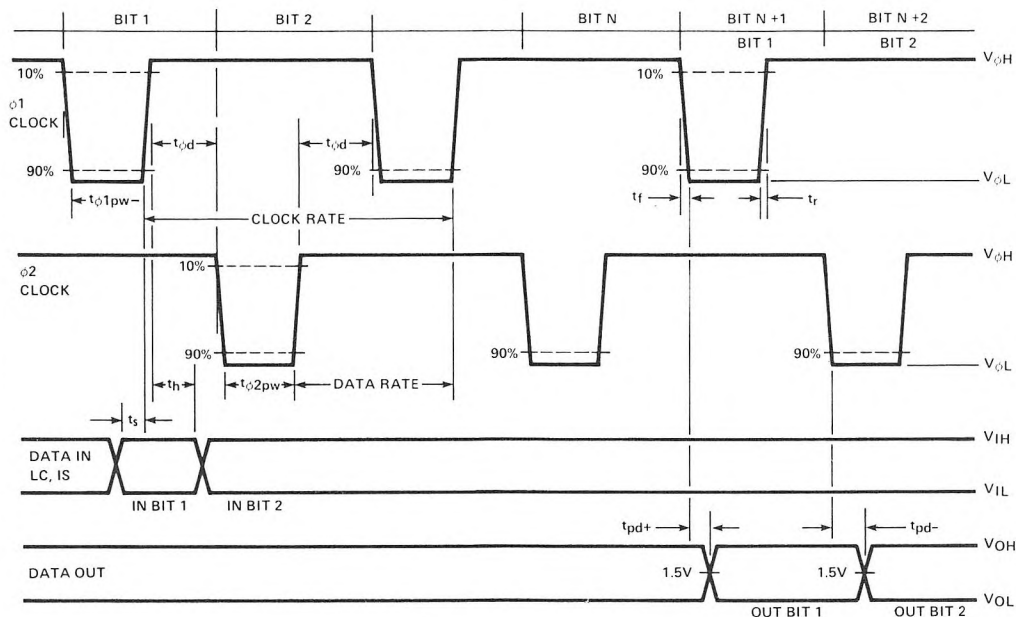 BIT 1 BIT 2 BIT N BIT N +1 BIT N +2
BIT 1 BIT 2
VφH
10% 10%
φ1
CLOCK
tφd tφd
90% 90% 90%
VφL
tφ1pw
tf tr
CLOCK RATE
VφH
10%
φ2
CLOCK
90% 90% 90%
VφL
th tφ2pw DATA RATE
ts
VIH
DATA IN
LC, IS
VIL
IN BIT 1 IN BIT 2
tpd+ tpd–
VOH
DATA OUT 1.5V 1.5V
VOL
OUT BIT 1 OUT BIT 2